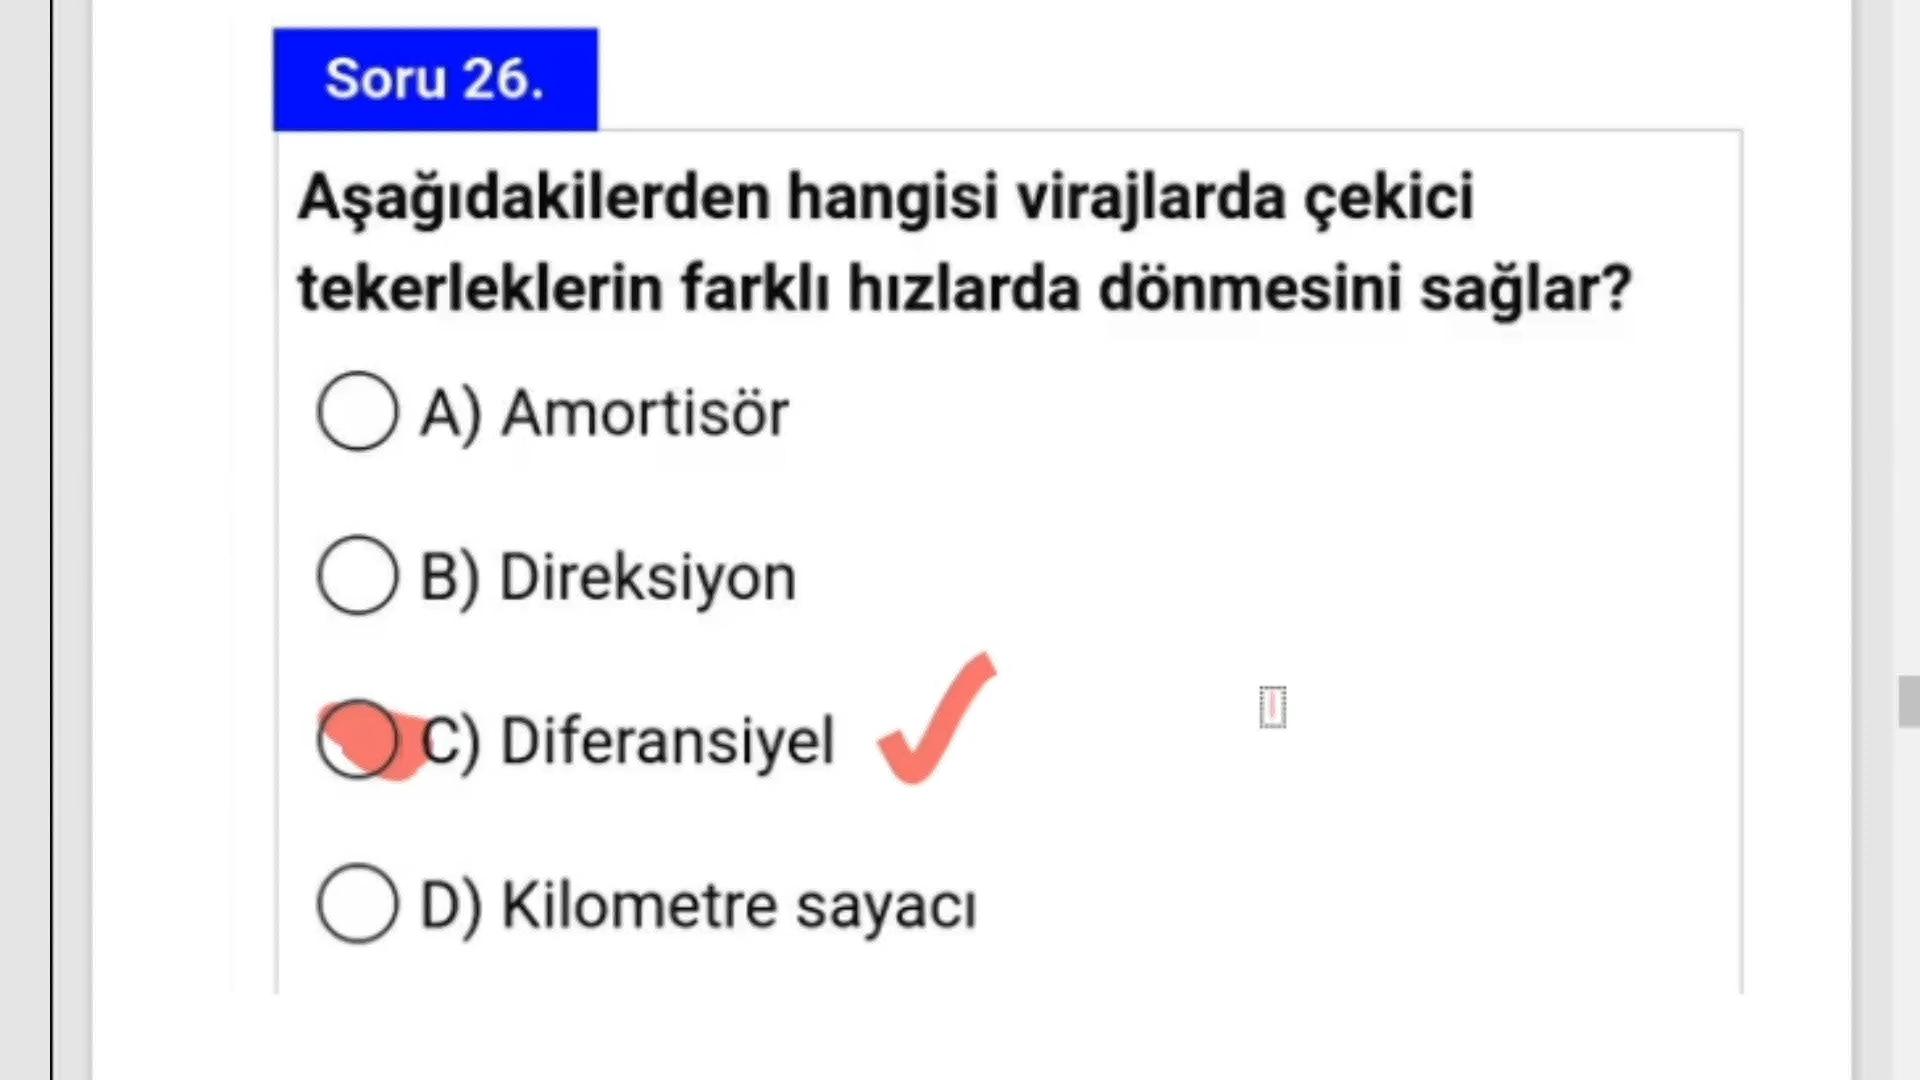 Soru 26.
Aşağıdakilerden hangisi virajlarda çekici
tekerleklerin farklı hızlarda dönmesini sağlar?
A) Amortisör
B) Direksiyon
C) Diferansiyel
D) Kilometre sayacı